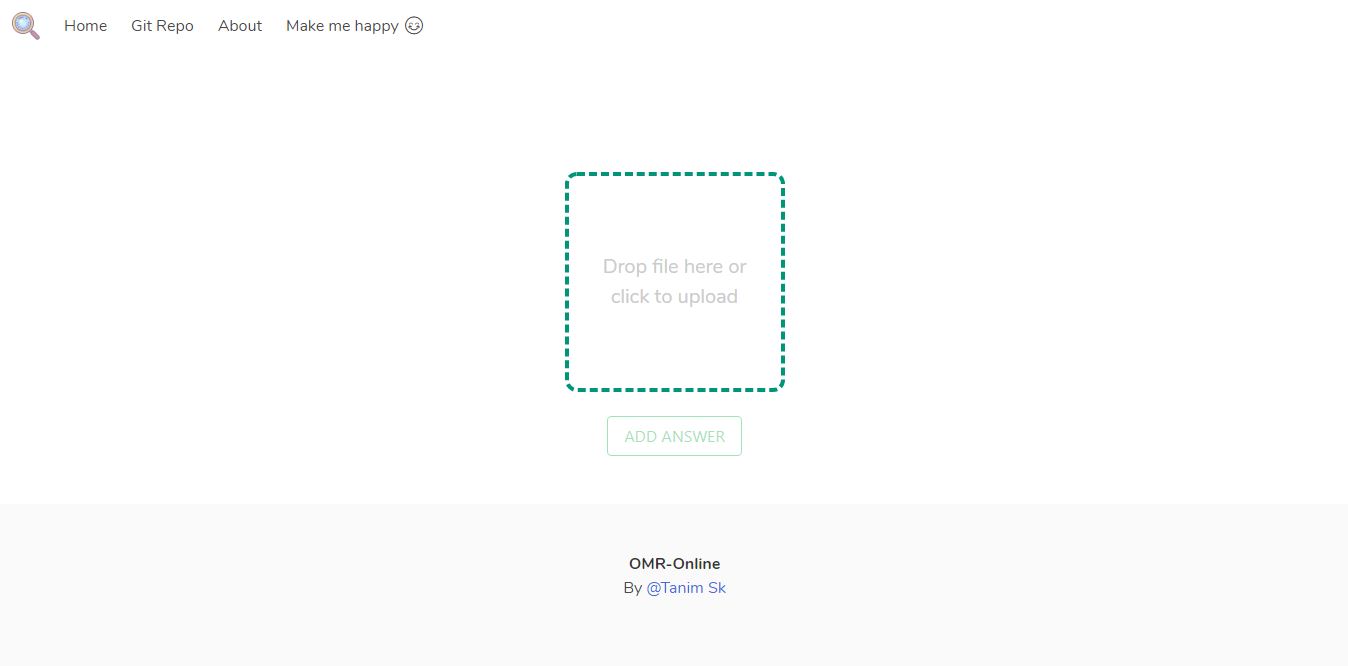 Home Git Repo About Make me happy 😊
Drop file here or
click to upload
ADD ANSWER
OMR-Online
By @Tanim Sk